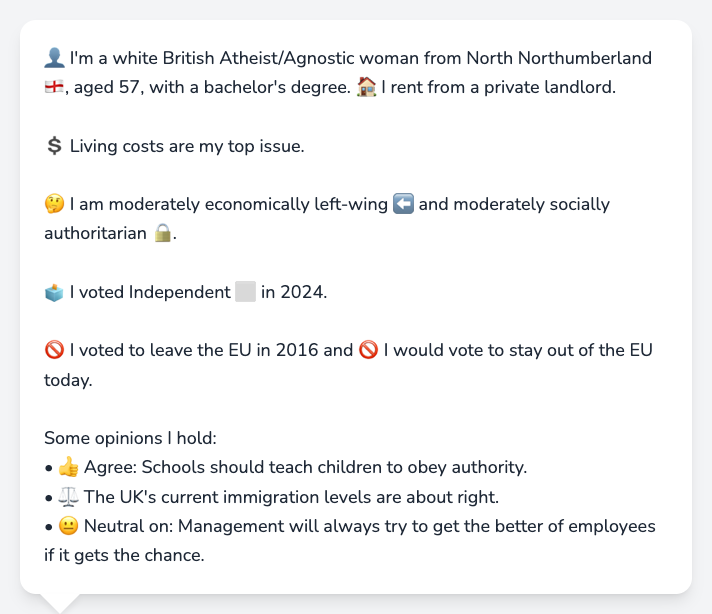 👤 I'm a white British Atheist/Agnostic woman from North Northumberland
🏴󠁧󠁢󠁥󠁮󠁧󠁿, aged 57, with a bachelor's degree. 🏠 I rent from a private landlord.
💲 Living costs are my top issue.
🤔 I am moderately economically left-wing ⬅️ and moderately socially
authoritarian 🔒.
🗳️ I voted Independent ⬜ in 2024.
🚫 I voted to leave the EU in 2016 and 🚫 I would vote to stay out of the EU
today.
Some opinions I hold:
• 👍 Agree: Schools should teach children to obey authority.
• ⚖️ The UK's current immigration levels are about right.
• 😐 Neutral on: Management will always try to get the better of employees
if it gets the chance.